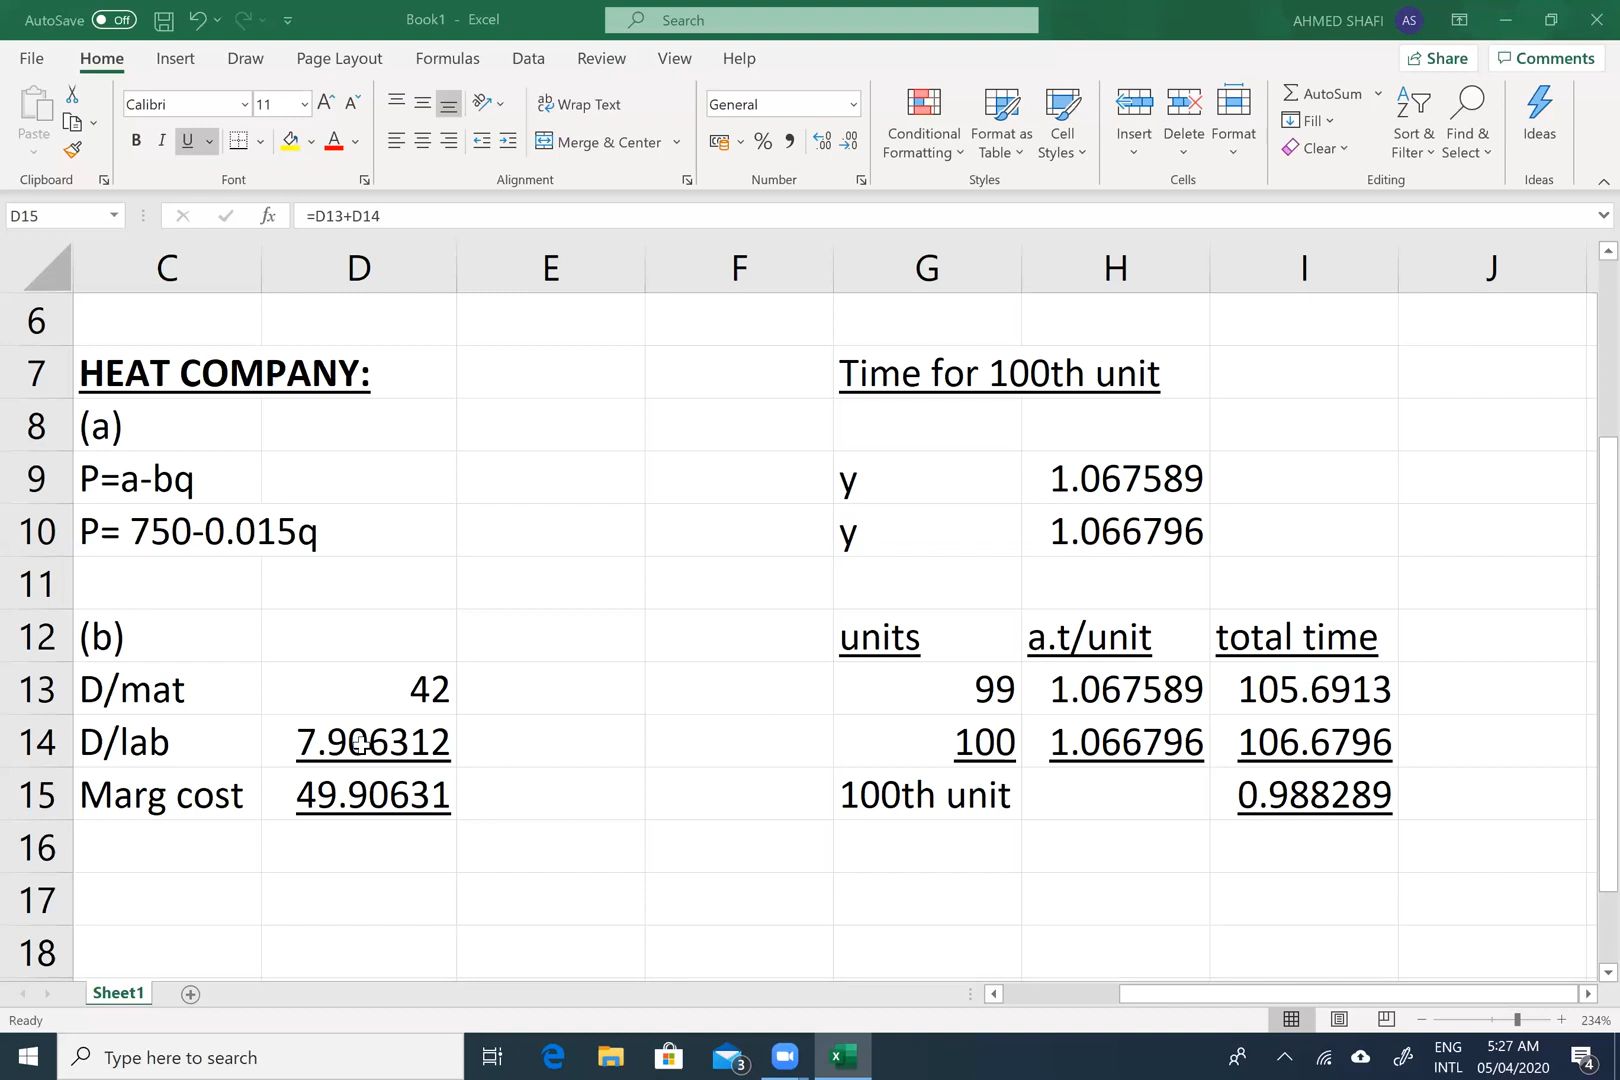 AutoSave Off Book1 - Excel Search AHMED SHAFI AS
File Home Insert Draw Page Layout Formulas Data Review View Help Share Comments
Paste
Clipboard
Calibri 11
B I U
Font
Wrap Text
Merge & Center
Alignment
General
Number
Conditional Formatting
Format as Table
Cell Styles
Styles
Insert
Delete
Format
Cells
AutoSum
Fill
Clear
Sort & Filter
Find & Select
Editing
Ideas
Ideas
D15 fx =D13+D14
C D E F G H I J
6
7 HEAT COMPANY: Time for 100th unit
8 (a)
9 P=a-bq y 1.067589
10 P= 750-0.015q y 1.066796
11
12 (b) units a.t/unit total time
13 D/mat 42 99 1.067589 105.6913
14 D/lab 7.906312 100 1.066796 106.6796
15 Marg cost 49.90631 100th unit 0.988289
16
17
18
Sheet1
Ready 234%
Type here to search 3 ENG INTL 5:27 AM 05/04/2020 4